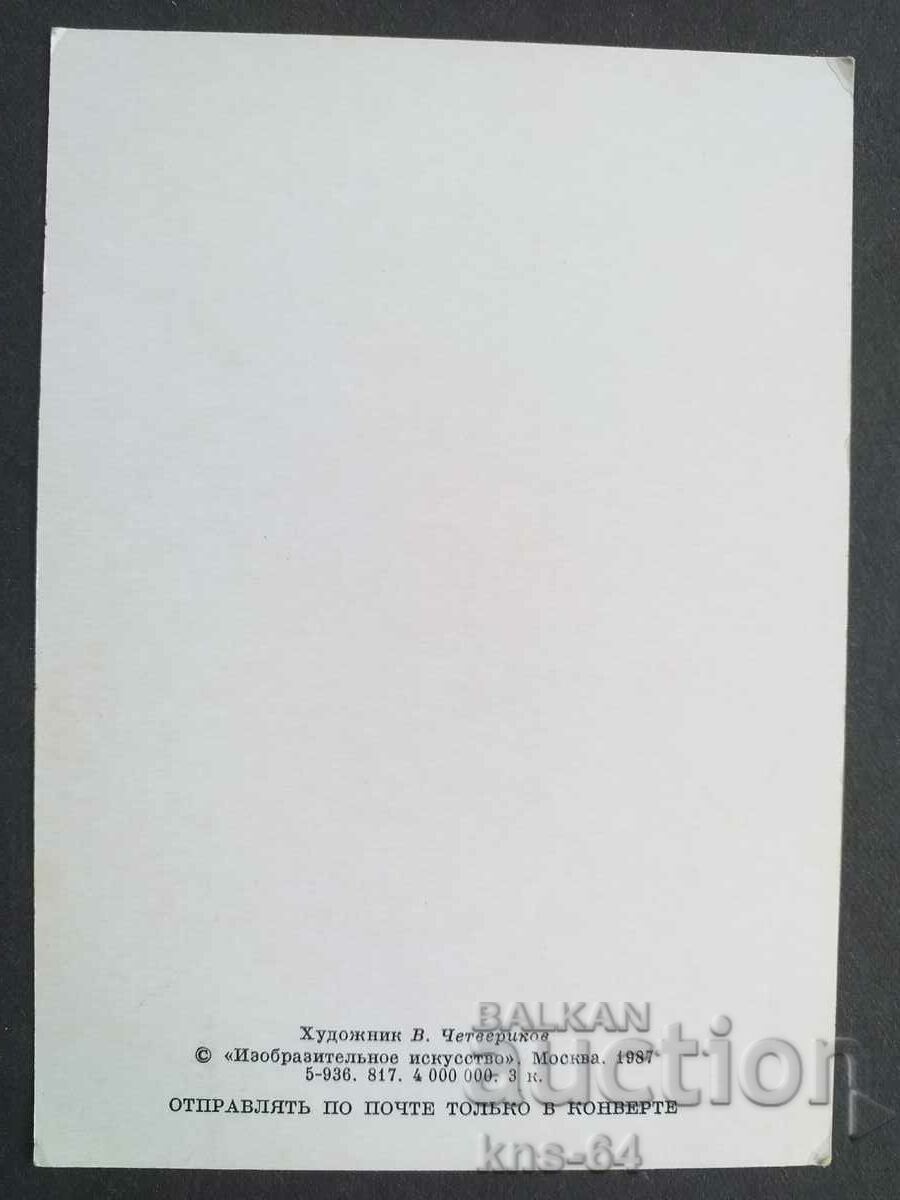 Художник В. Четвериков
© «Изобразительное искусство». Москва. 1987
5-936. 817. 4 000 000. 3 к.
ОТПРАВЛЯТЬ ПО ПОЧТЕ ТОЛЬКО В КОНВЕРТЕ
BALKAN
auction
kns-64